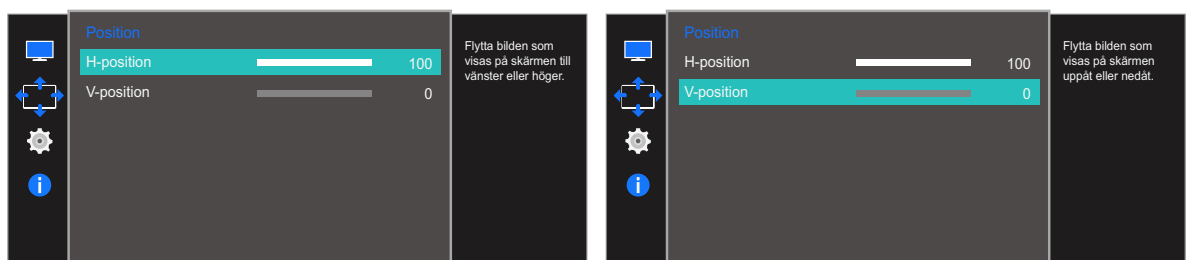 Position
H-position 100
V-position 0
Flytta bilden som
visas på skärmen till
vänster eller höger.
Position
H-position 100
V-position 0
Flytta bilden som
visas på skärmen
uppåt eller nedåt.